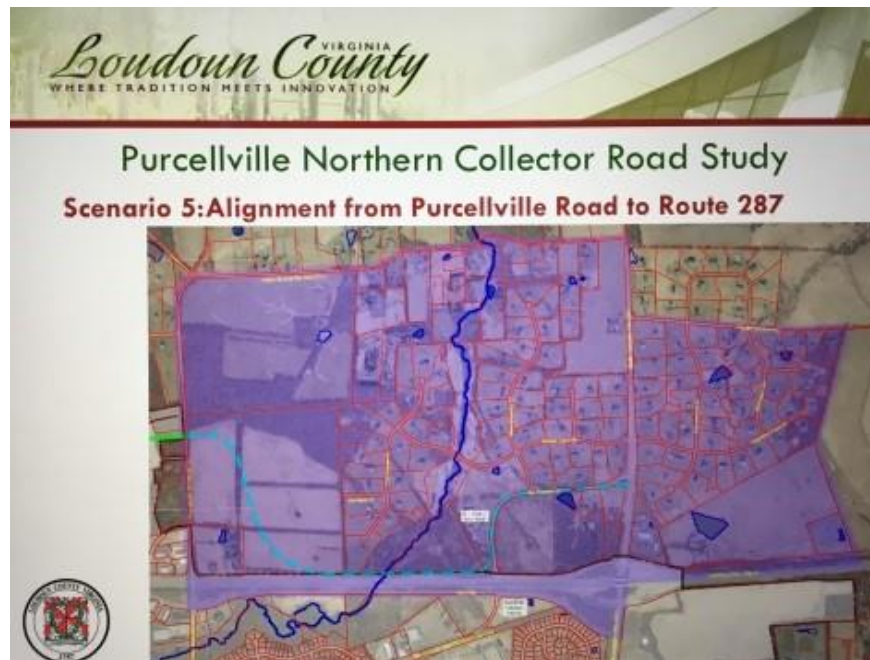 Loudoun County
VIRGINIA
WHERE TRADITION MEETS INNOVATION
Purcellville Northern Collector Road Study
Scenario 5:Alignment from Purcellville Road to Route 287